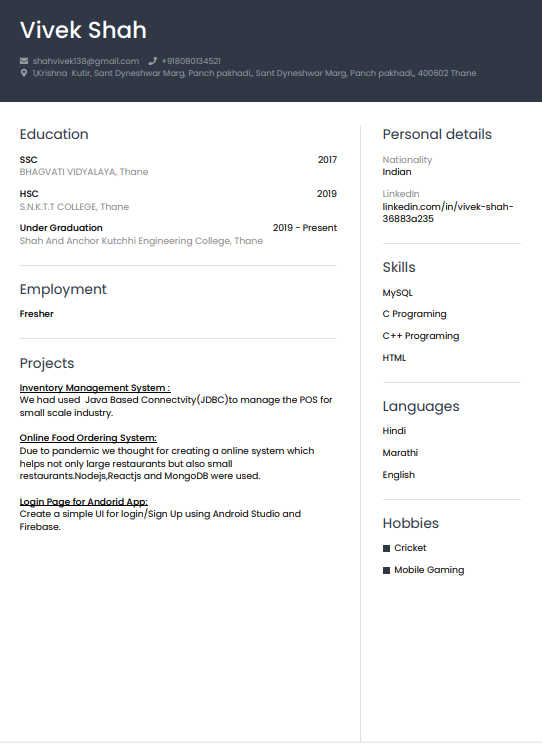 Vivek Shah
shahvivek138@gmail.com +918080134521
1,Krishna Kutir, Sant Dyneshwar Marg, Panch pakhadi,, Sant Dyneshwar Marg, Panch pakhadi,, 400602 Thane
Education
SSC 2017
BHAGVATI VIDYALAYA, Thane
HSC 2019
S.N.K.T.T COLLEGE, Thane
Under Graduation 2019 - Present
Shah And Anchor Kutchhi Engineering College, Thane
Employment
Fresher
Projects
Inventory Management System :
We had used Java Based Connectvity(JDBC)to manage the POS for
small scale industry.
Online Food Ordering System:
Due to pandemic we thought for creating a online system which
helps not only large restaurants but also small
restaurants.Nodejs,Reactjs and MongoDB were used.
Login Page for Andorid App:
Create a simple UI for login/Sign Up using Android Studio and
Firebase.
Personal details
Nationality
Indian
LinkedIn
linkedin.com/in/vivek-shah-
36883a235
Skills
MySQL
C Programing
C++ Programing
HTML
Languages
Hindi
Marathi
English
Hobbies
Cricket
Mobile Gaming